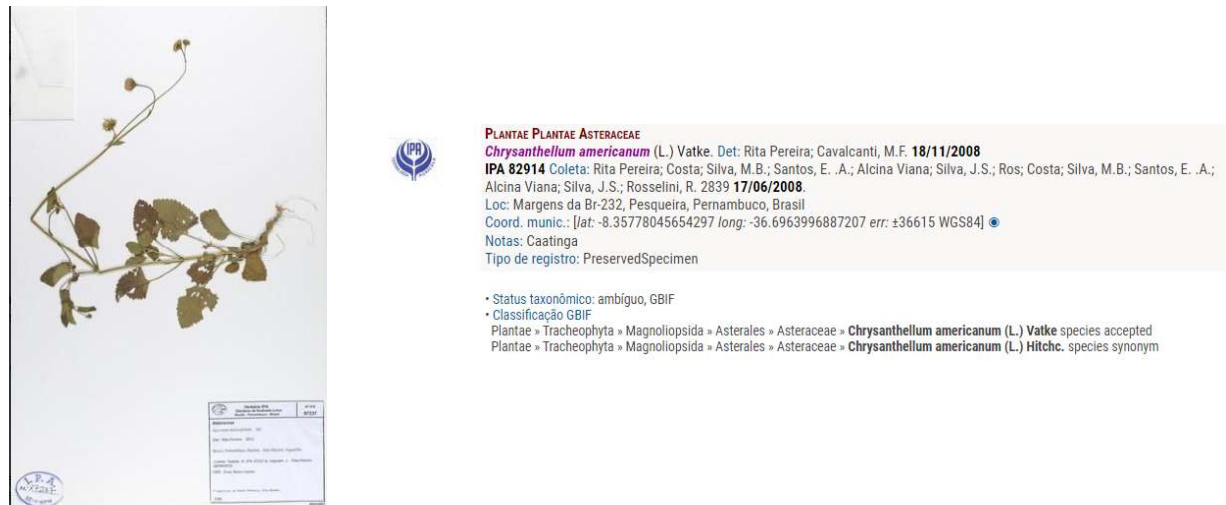 IPA
PLANTAE PLANTAE ASTERACEAE
Chrysanthellum americanum (L.) Vatke. Det: Rita Pereira; Cavalcanti, M.F. 18/11/2008
IPA 82914 Coleta: Rita Pereira; Costa; Silva, M.B.; Santos, E. .A.; Alcina Viana; Silva, J.S.; Ros; Costa; Silva, M.B.; Santos, E. .A.;
Alcina Viana; Silva, J.S.; Rosselini, R. 2839 17/06/2008.
Loc: Margens da Br-232, Pesqueira, Pernambuco, Brasil
Coord. munic.: [lat: -8.35778045654297 long: -36.6963996887207 err: ±36615 WGS84]
Notas: Caatinga
Tipo de registro: PreservedSpecimen
• Status taxonômico: ambíguo, GBIF
• Classificação GBIF
Plantae » Tracheophyta » Magnoliopsida » Asterales » Asteraceae » Chrysanthellum americanum (L.) Vatke species accepted
Plantae » Tracheophyta » Magnoliopsida » Asterales » Asteraceae » Chrysanthellum americanum (L.) Hitchc. species synonym
I.P.A.